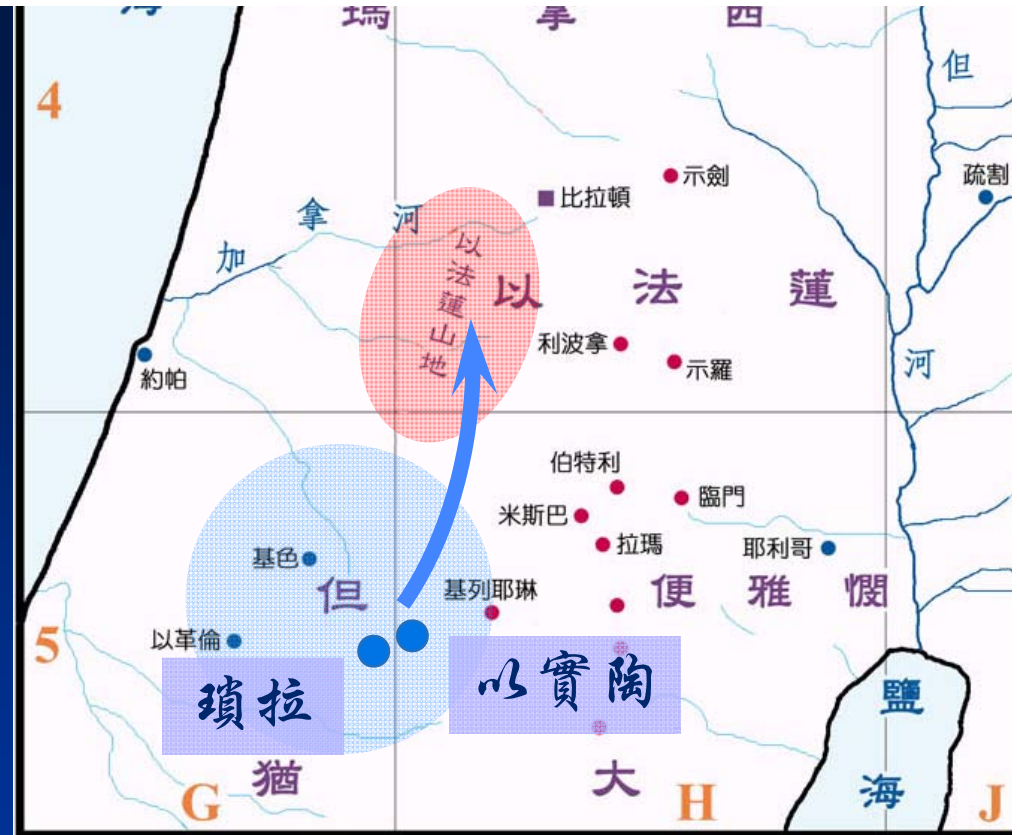 海
瑪拿西
4
但
示劍
疏割
比拉頓
加拿河
以法蓮山地
以法蓮
利波拿
示羅
河
約帕
伯特利
臨門
米斯巴
拉瑪
耶利哥
基色
但
基列耶琳
便雅憫
5
以革倫
瑣拉
以實陶
鹽海
猶大
G
H
J